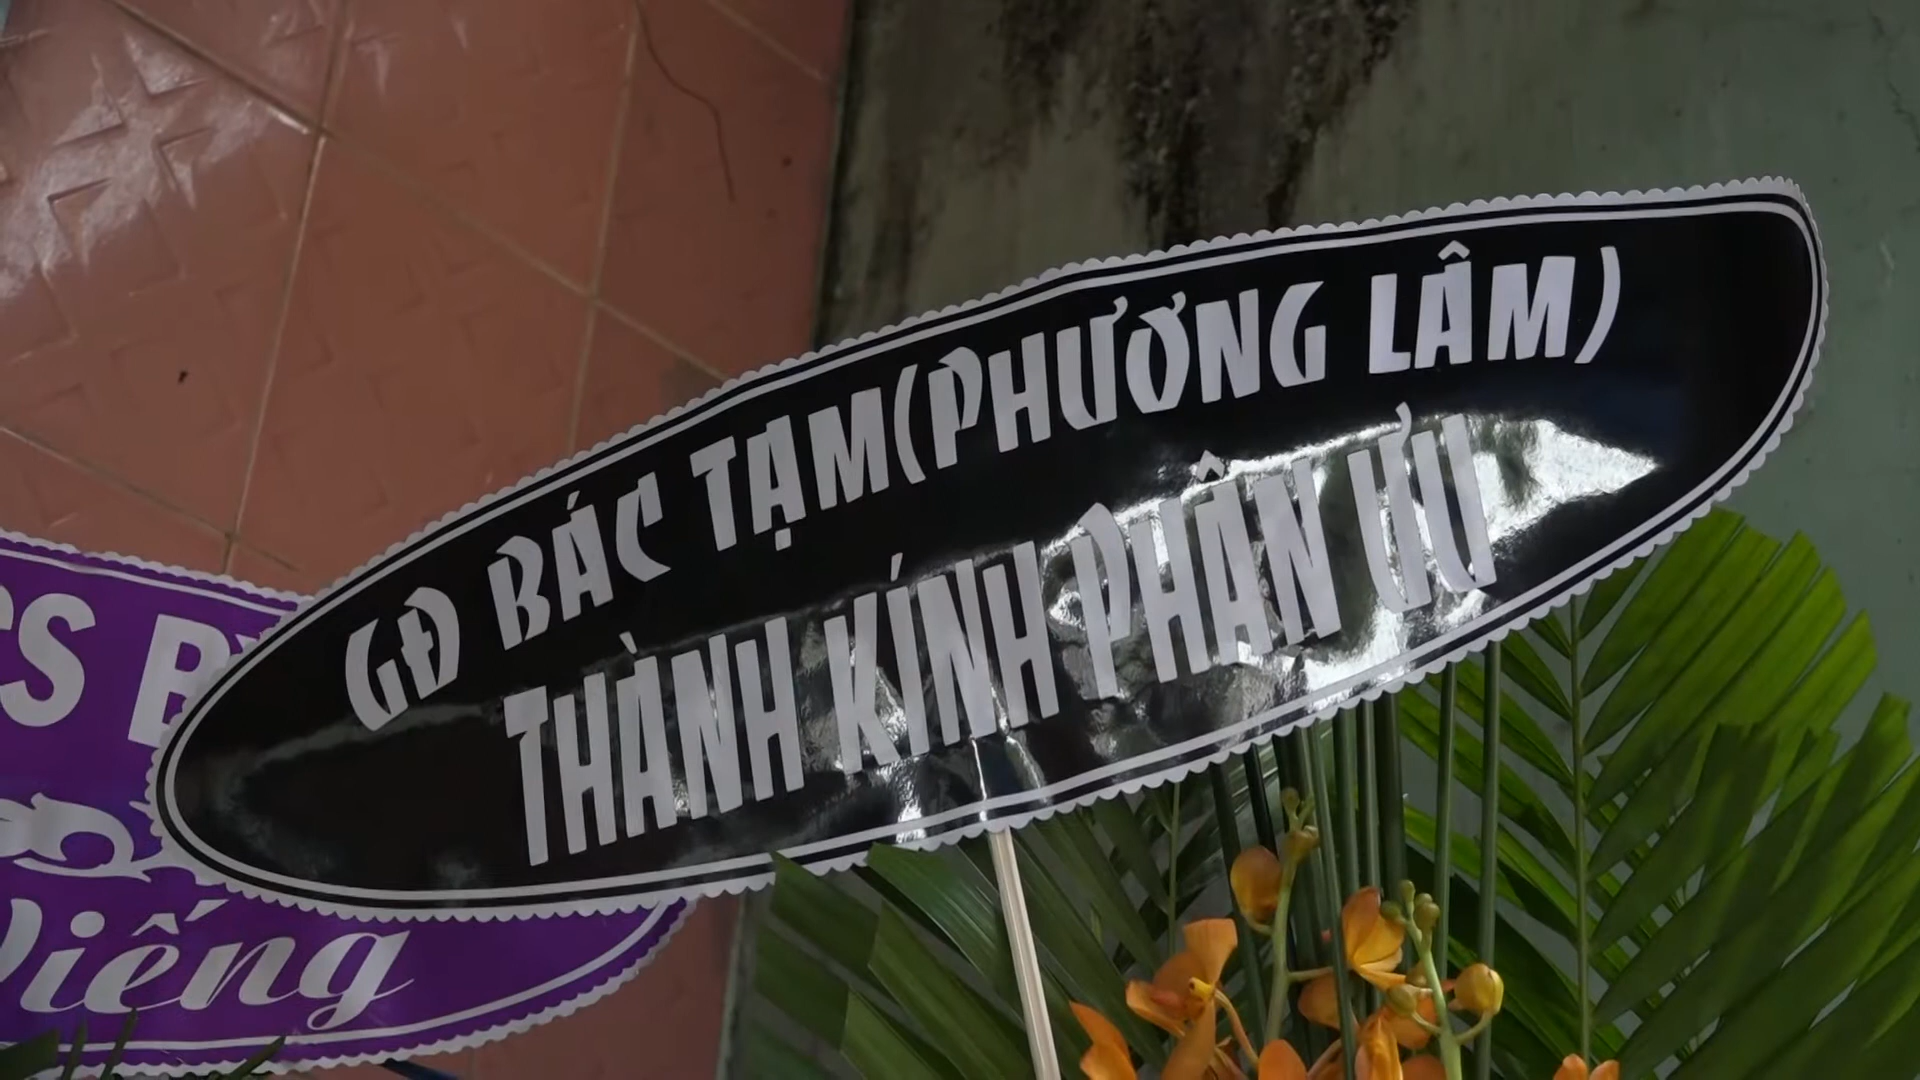 GĐ BÁC TẠM(PHƯƠNG LÂM)
THÀNH KÍNH PHÂN ƯU
Viếng